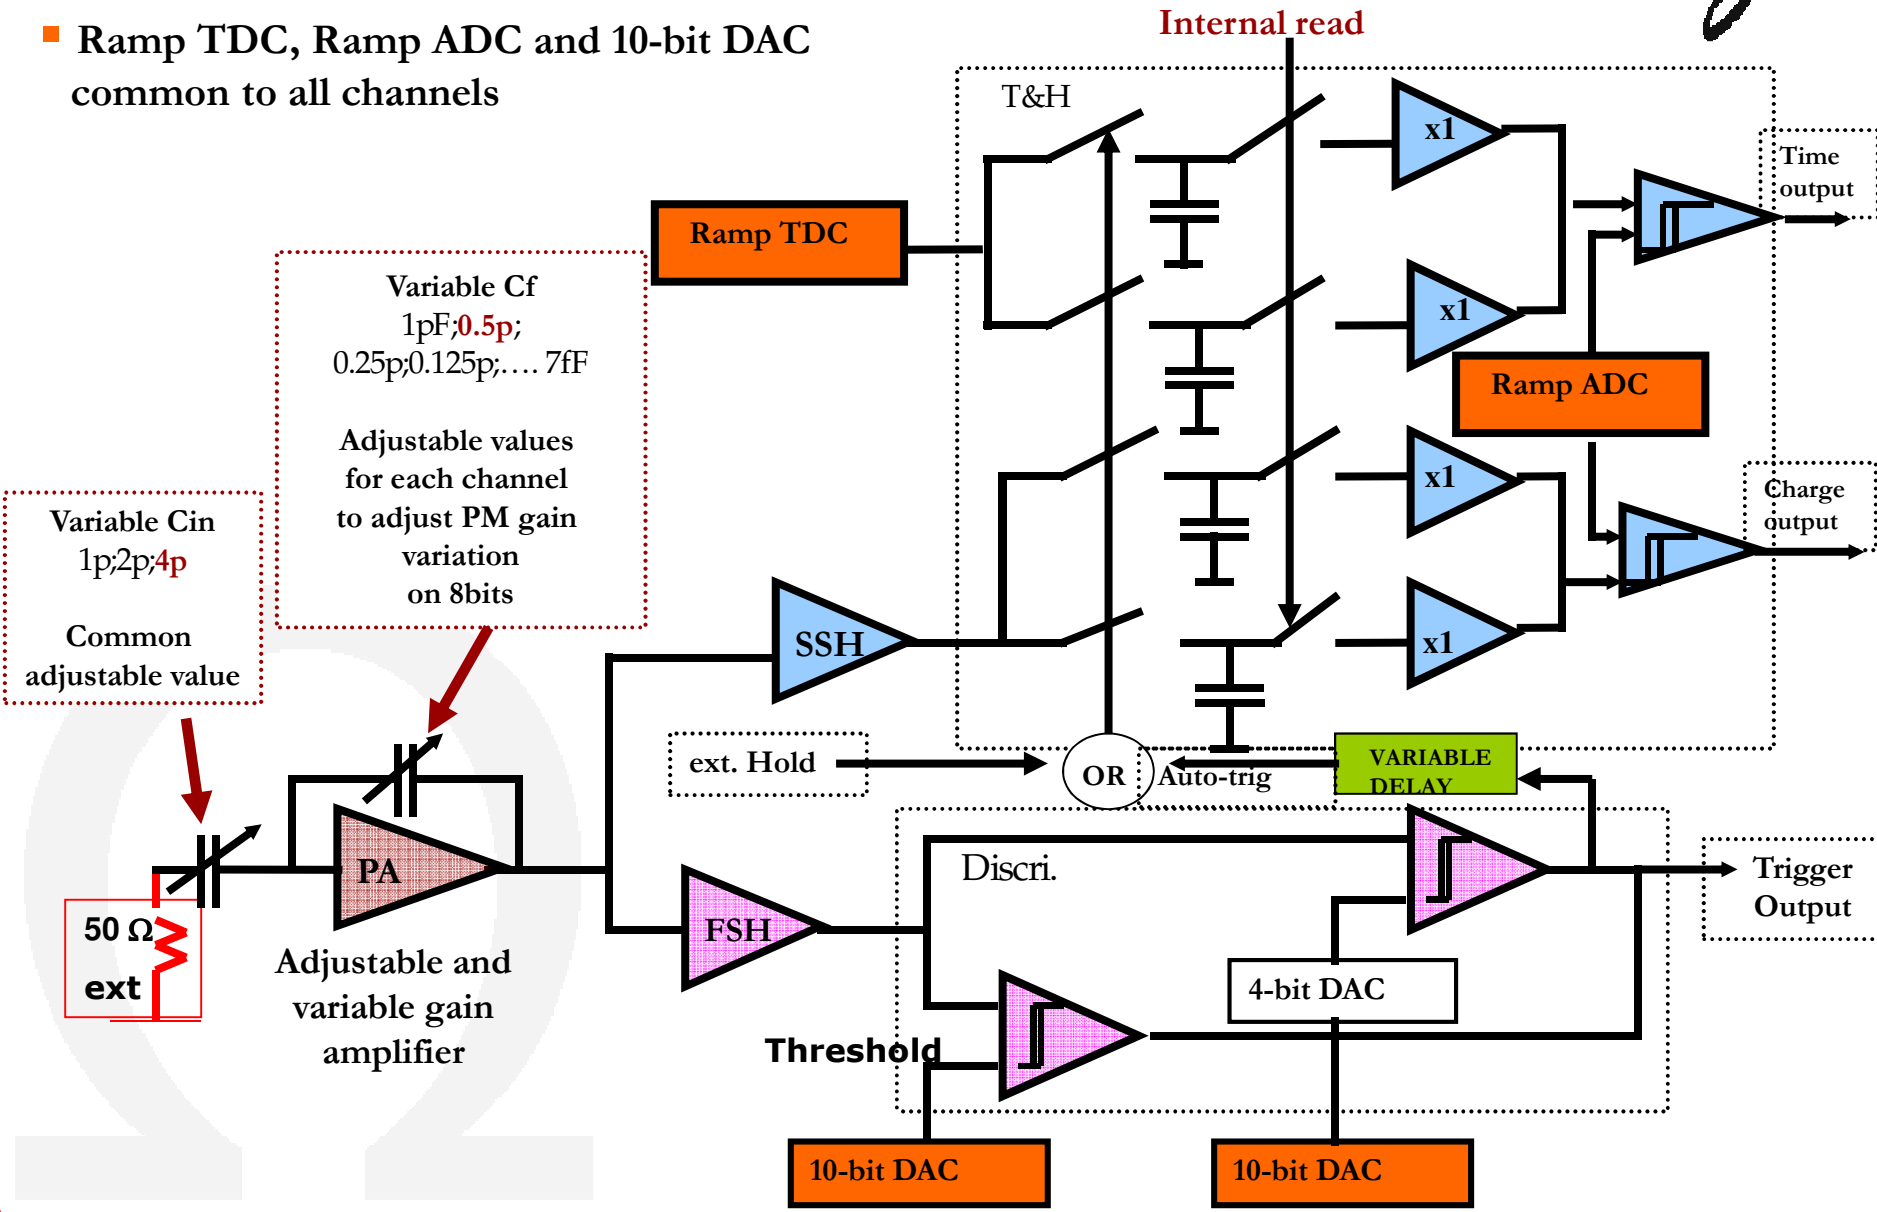 Ramp TDC, Ramp ADC and 10-bit DAC
common to all channels
Internal read
T&H
x1
Time
output
Ramp TDC
Variable Cf
1pF;0.5p;
0.25p;0.125p;…. 7fF
Adjustable values
for each channel
to adjust PM gain
variation
on 8bits
x1
Ramp ADC
x1
Charge
output
Variable Cin
1p;2p;4p
Common
adjustable value
SSH
x1
ext. Hold
OR
Auto-trig
VARIABLE
DELAY
PA
Discri.
Trigger
Output
50 Ω
ext
FSH
Adjustable and
variable gain
amplifier
4-bit DAC
Threshold
10-bit DAC
10-bit DAC